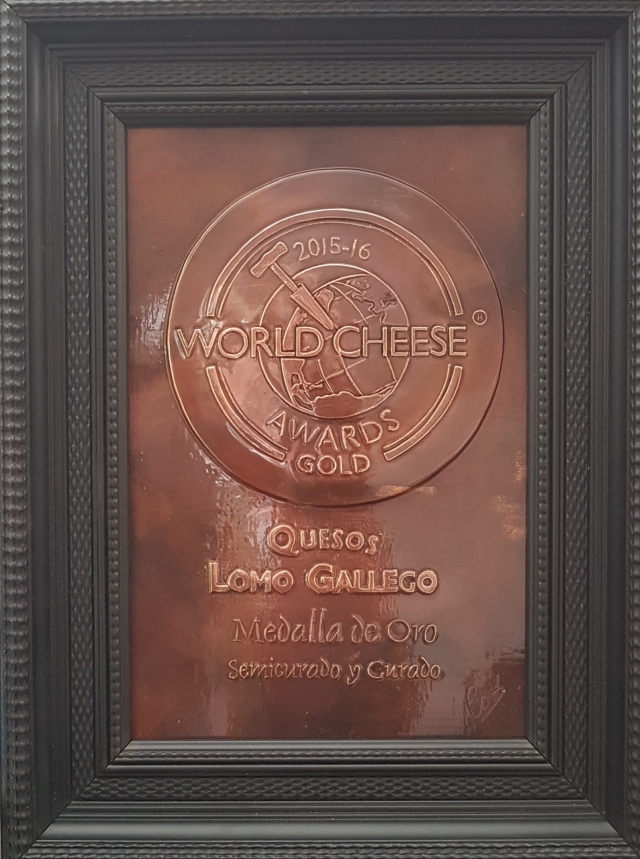 2015-16
WORLD CHEESE ®
AWARDS
GOLD
QUESOS
LOMO GALLEGO
Medalla de Oro
Semicurado y Curado